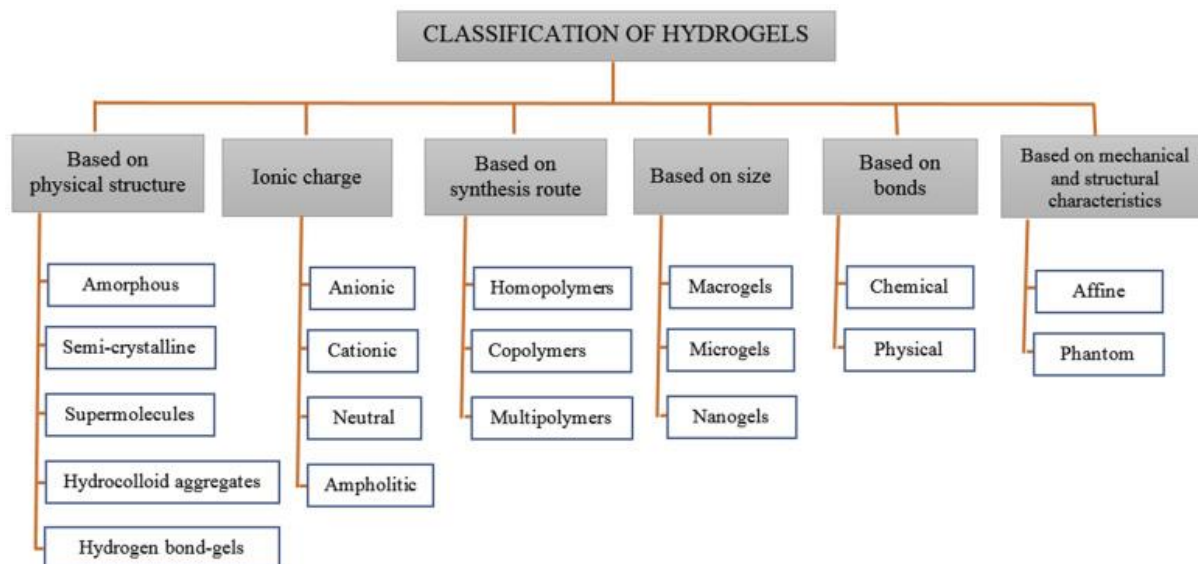 CLASSIFICATION OF HYDROGELS
Based on
physical structure
Amorphous
Semi-crystalline
Supermolecules
Hydrocolloid aggregates
Hydrogen bond-gels
Ionic charge
Anionic
Cationic
Neutral
Ampholitic
Based on
synthesis route
Homopolymers
Copolymers
Multipolymers
Based on size
Macrogels
Microgels
Nanogels
Based on
bonds
Chemical
Physical
Based on mechanical
and structural
characteristics
Affine
Phantom